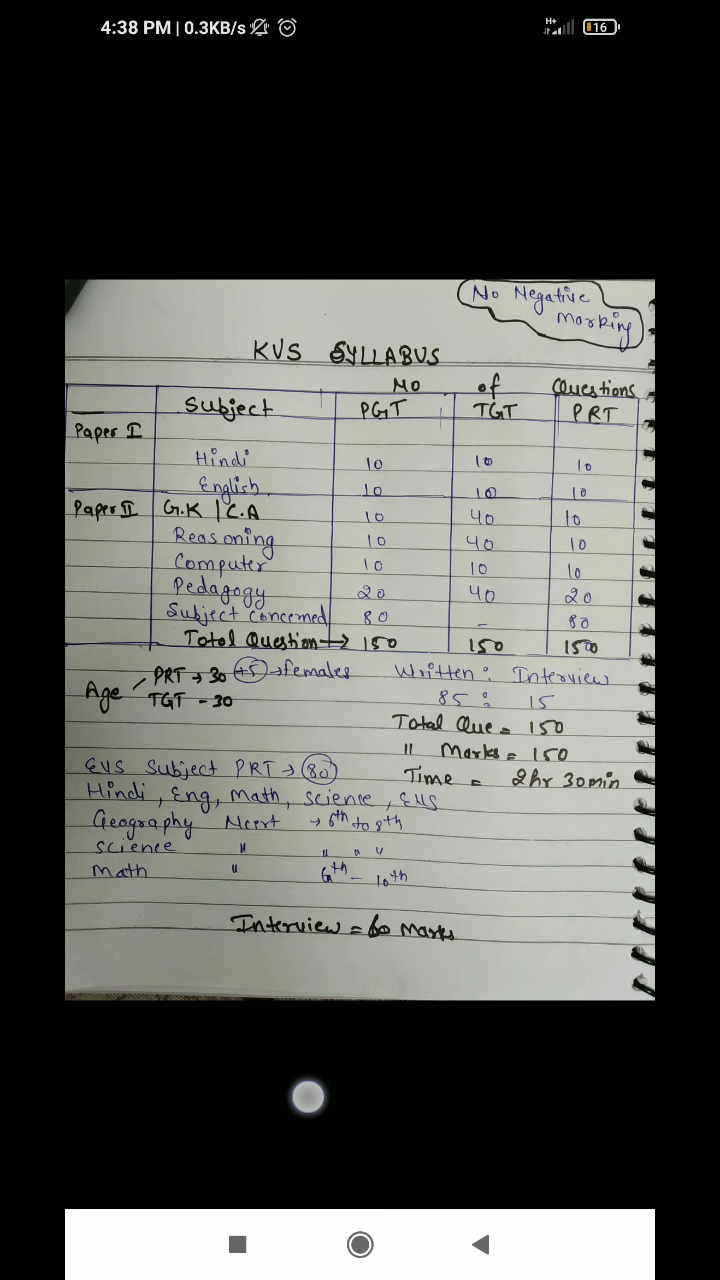 4:38 PM | 0.3KB/s
H+
16
No Negative
Marking
KVS SYLLABUS
No of Questions
Subject PGT TGT PRT
Paper I
Hindi 10 10 10
English. 10 10 10
Paper II G.K | C.A 10 40 10
Reasoning 10 40 10
Computer 10 10 10
Pedagogy 20 40 20
Subject Concerned 80 - 80
Total Question → 150 150 150
Age PRT → 30 +5 → females
TGT - 30
Written : Interview
85 : 15
Total Que = 150
" Marks = 150
Time = 2hr 30min
EVS Subject PRT → 80
Hindi, Eng, Math, Science, EVS
Geography Ncert → 6th to 8th
Science " " " "
Math " 6th - 10th
Interview = 60 Marks